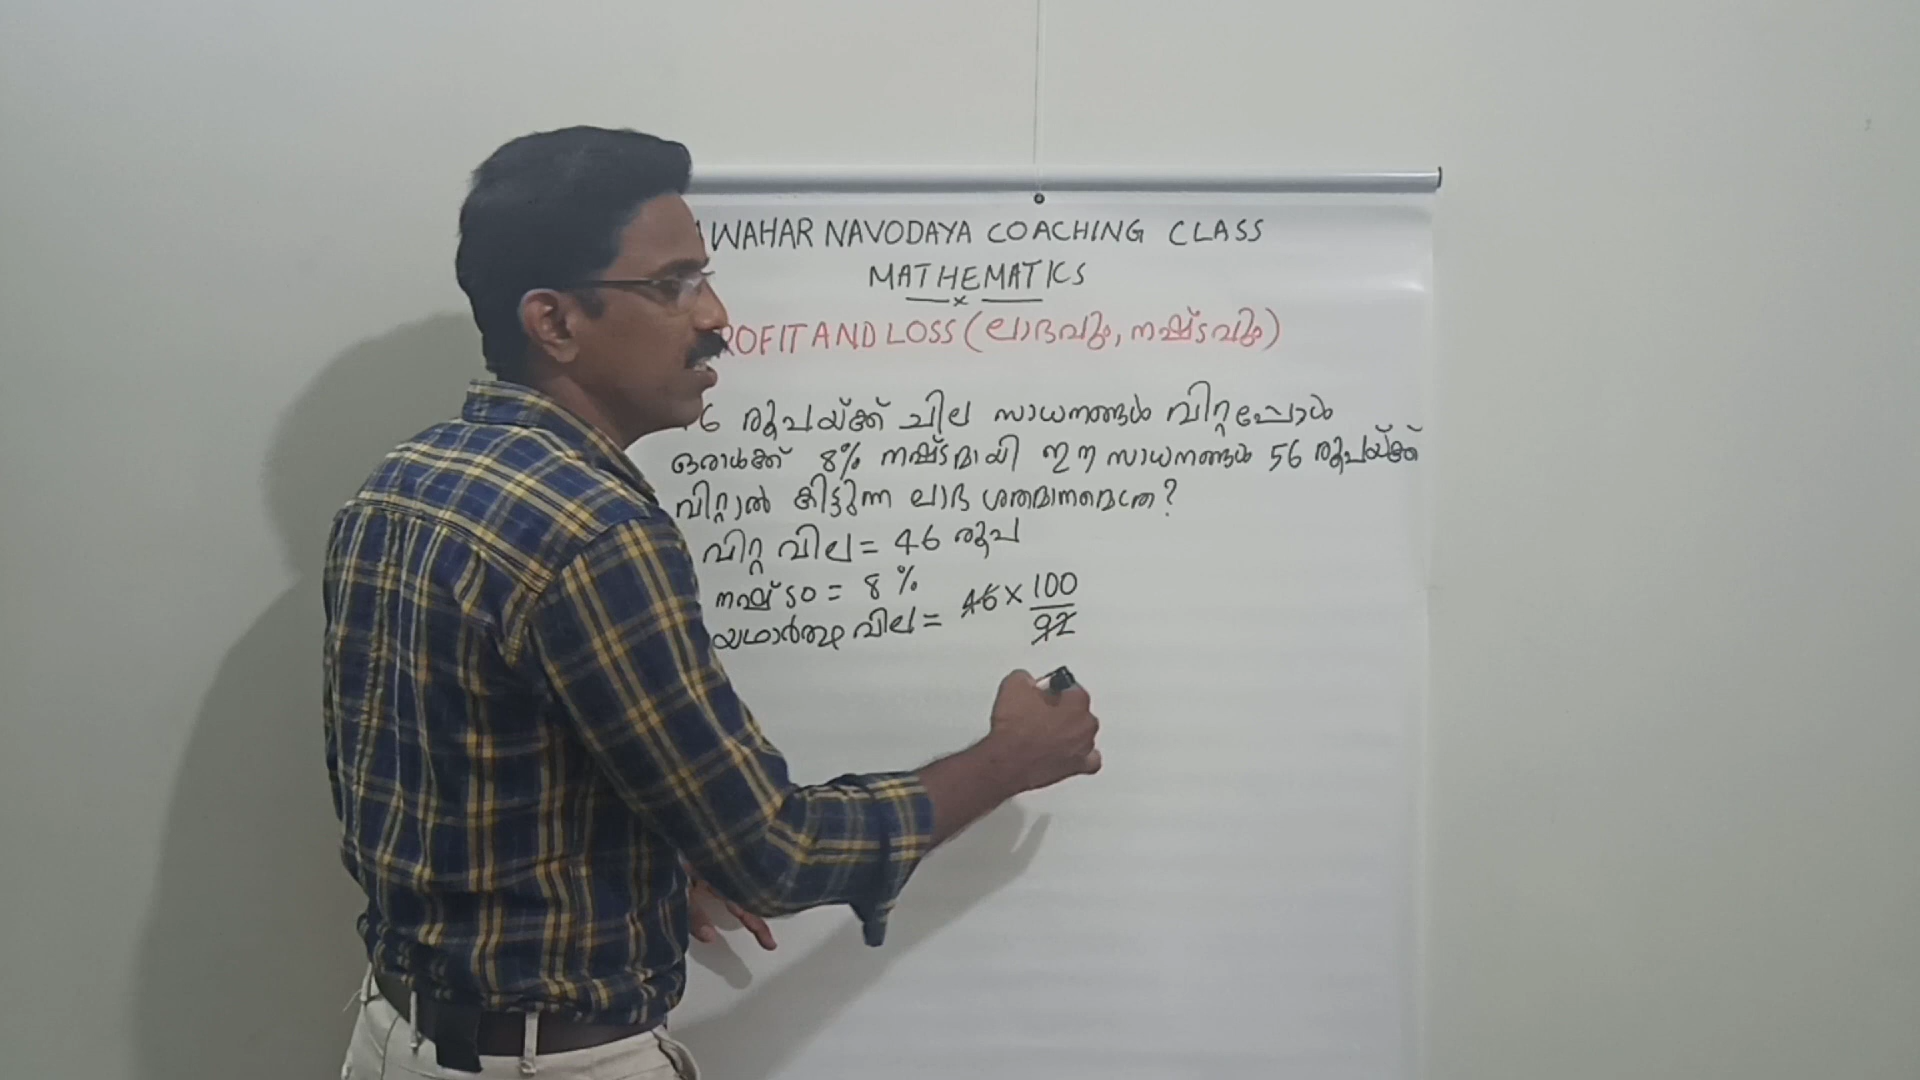 WAHAR NAVODAYA COACHING CLASS
MATHEMATICS
ROFIT AND LOSS (ലാഭവും, നഷ്ടവും)
6 രൂപയ്ക്ക് ചില സാധനങ്ങൾ വിറ്റപ്പോൾ
ഒരാൾക്ക് 8% നഷ്ടമായി ഈ സാധനങ്ങൾ 56 രൂപയ്ക്ക്
വിറ്റാൽ കിട്ടുന്ന ലാഭ ശതമാനമെത്ര?
വിറ്റ വില = 46 രൂപ
നഷ്ടം = 8 %
യഥാർത്ഥ വില = 46 × 100/92